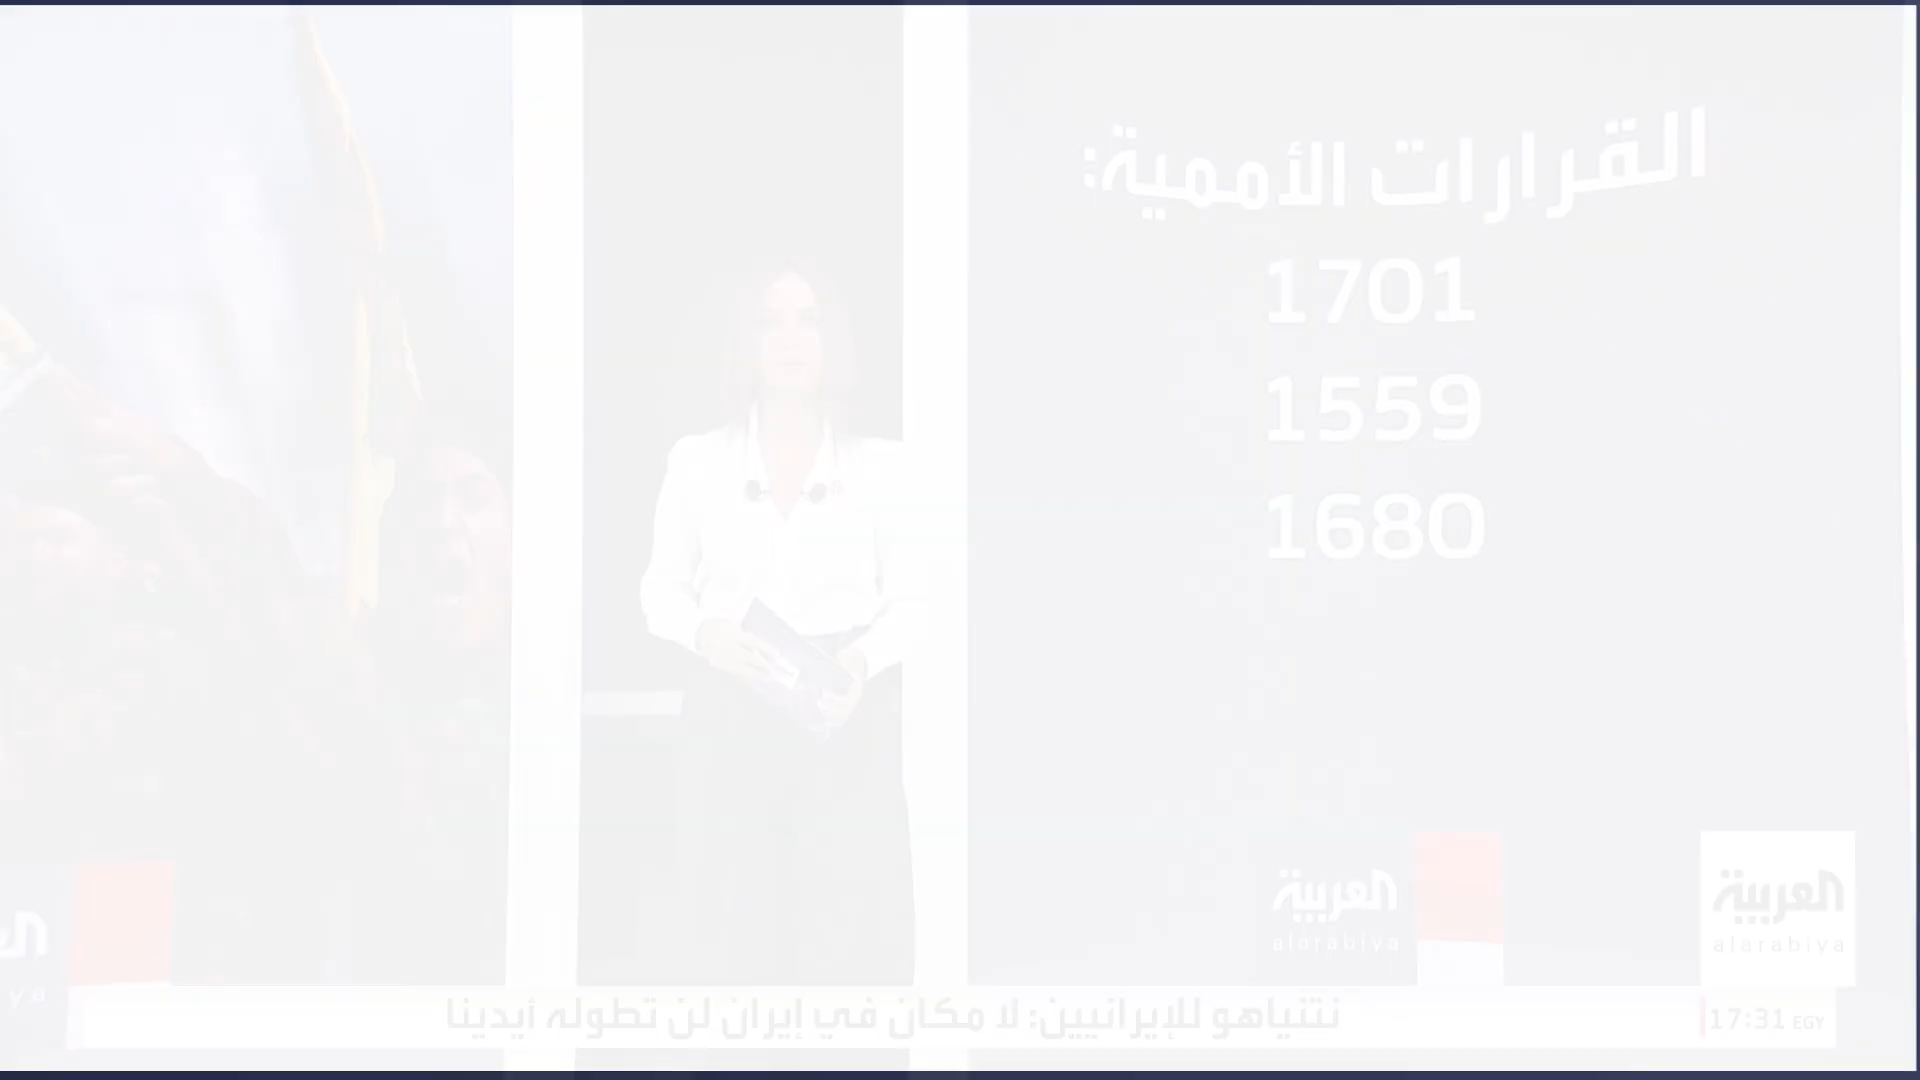 القرارات الأممية:
1701
1559
1680
العربية
alarabiya
العربية
alarabiya
نتنياهو للإيرانيين: لا مكان في إيران لن تطوله أيدينا
17:31 EGY